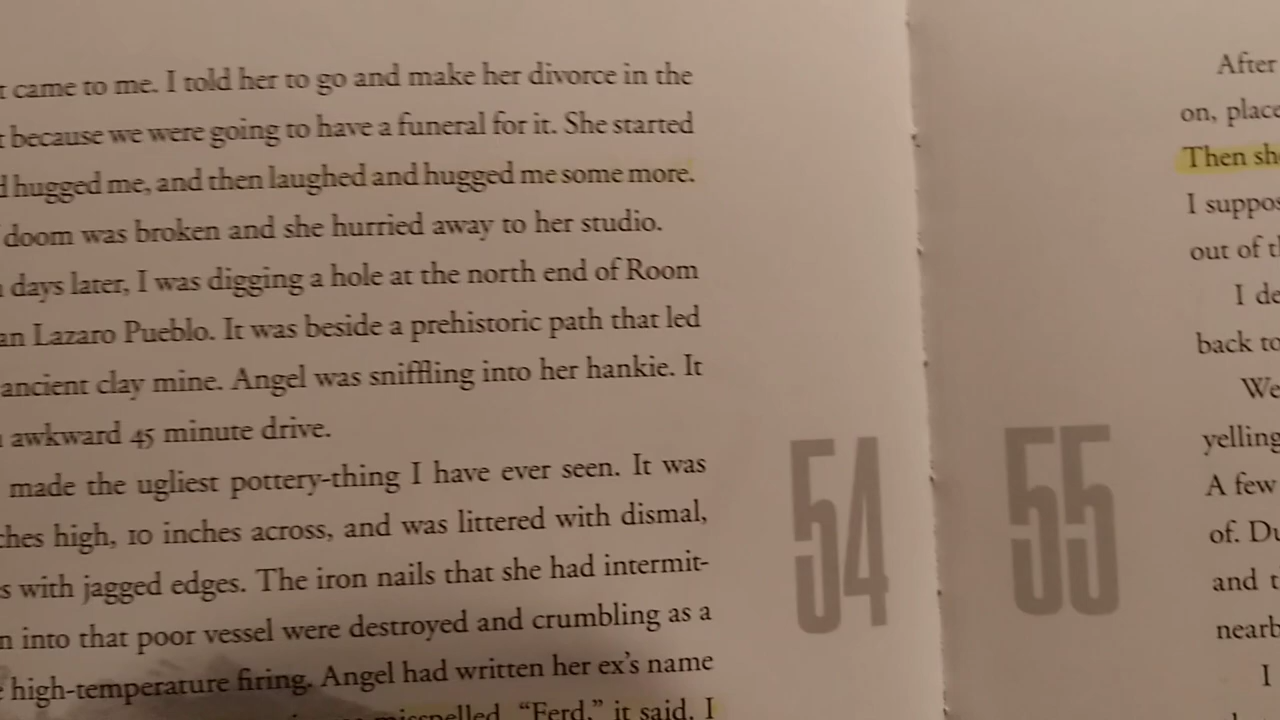 came to me. I told her to go and make her divorce in the
because we were going to have a funeral for it. She started
hugged me, and then laughed and hugged me some more.
doom was broken and she hurried away to her studio.
days later, I was digging a hole at the north end of Room
an Lazaro Pueblo. It was beside a prehistoric path that led
ancient clay mine. Angel was sniffling into her hankie. It
awkward 45 minute drive.
made the ugliest pottery-thing I have ever seen. It was
ches high, 10 inches across, and was littered with dismal,
s with jagged edges. The iron nails that she had intermit-
n into that poor vessel were destroyed and crumbling as a
high-temperature firing. Angel had written her ex's name
misspelled. "Ferd," it said. I
54
55
After
on, plac
Then sh
I suppos
out of t
I de
back to
We
yelling
A few
of. Du
and t
nearb
I